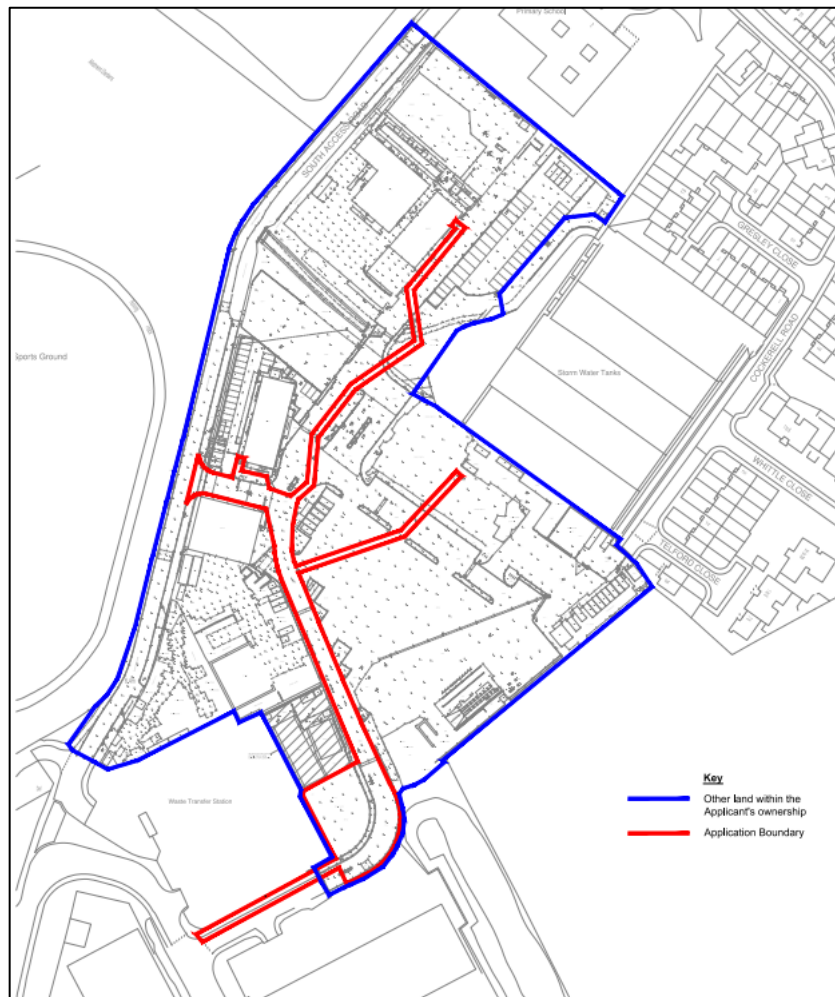 Primary School
SOUTH ACCESS ROAD
GRESLEY CLOSE
Sports Ground
COCKERELL ROAD
Storm Water Tanks
WHITTLE CLOSE
TELFORD CLOSE
Waste Transfer Station
Key
Other land within the
Applicant's ownership
Application Boundary